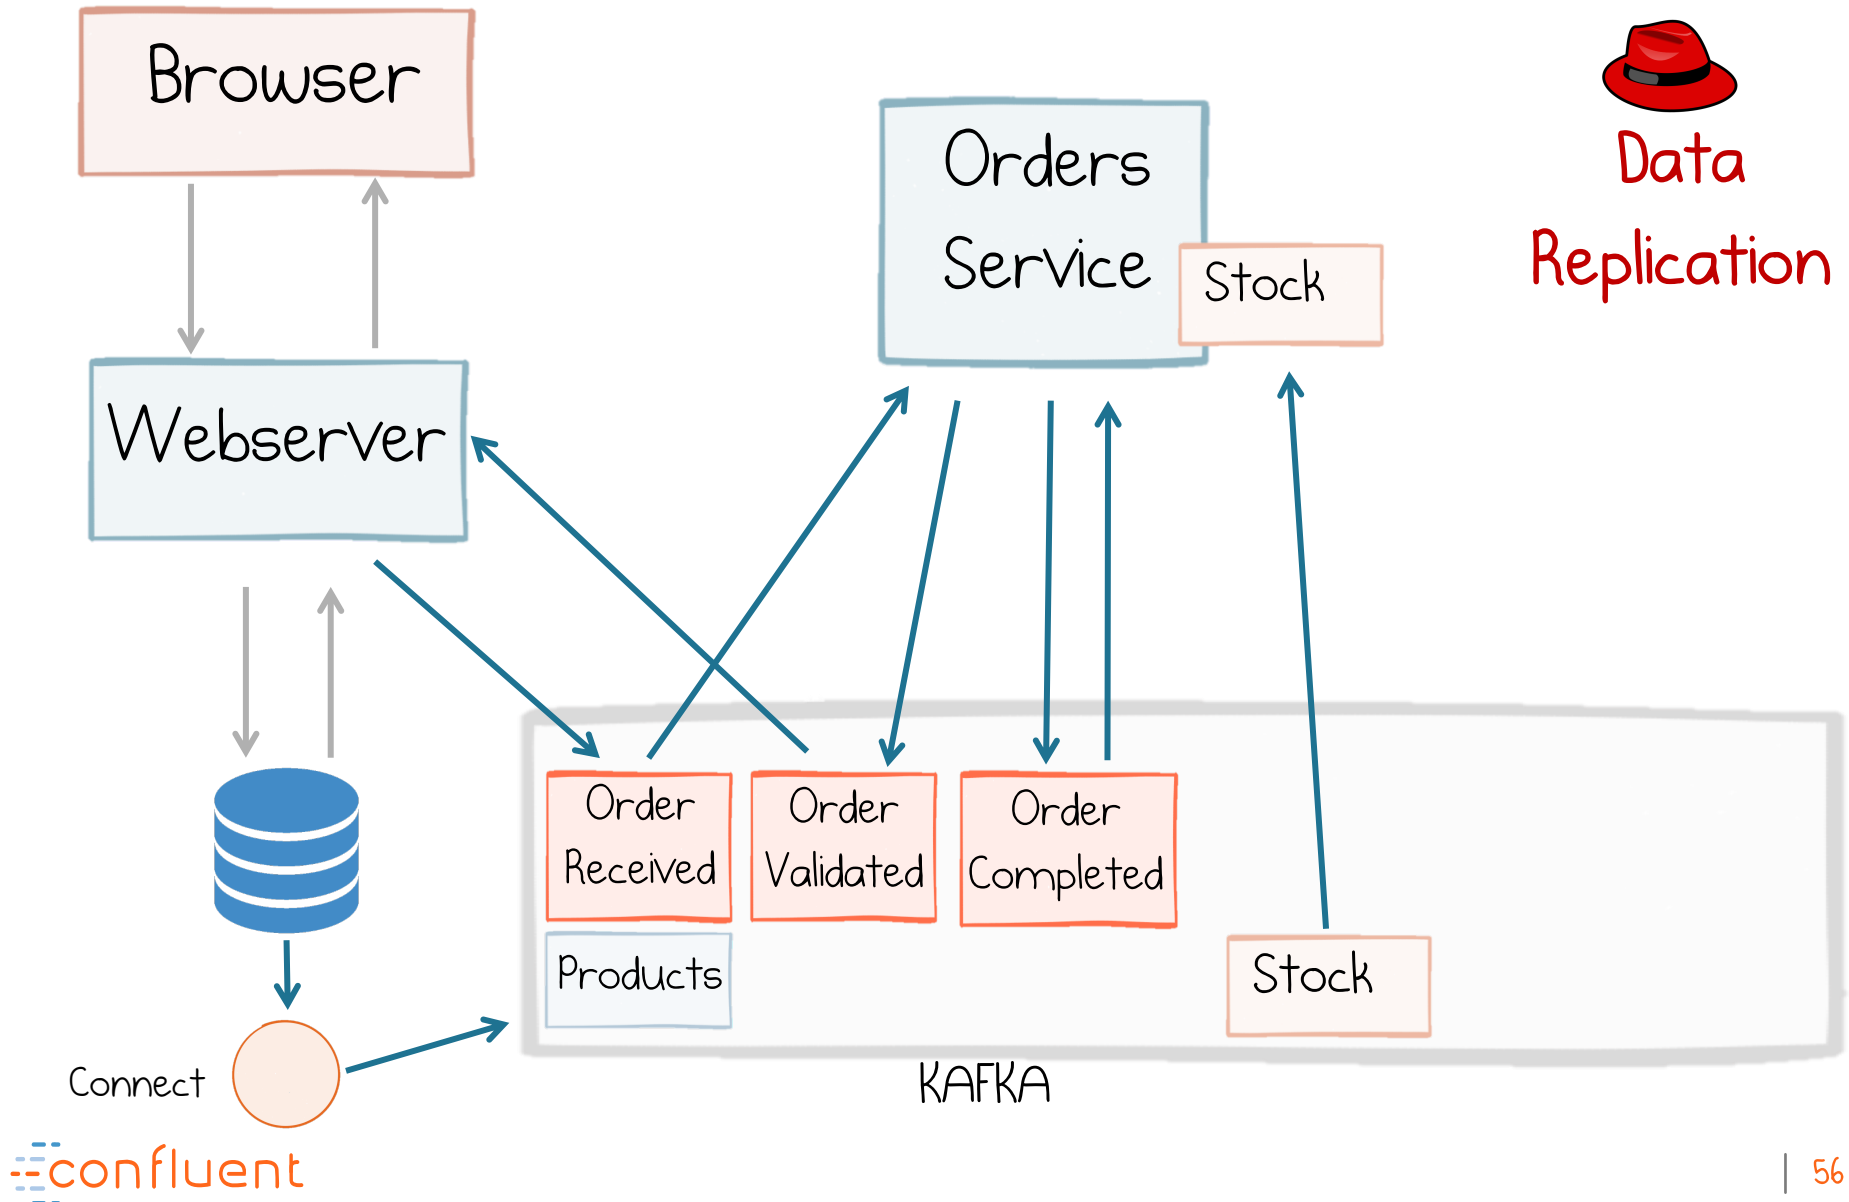 Browser
Orders
Service
Stock
Data
Replication
Webserver
Order
Received
Order
Validated
Order
Completed
Products
Stock
Connect
KAFKA
confluent
56